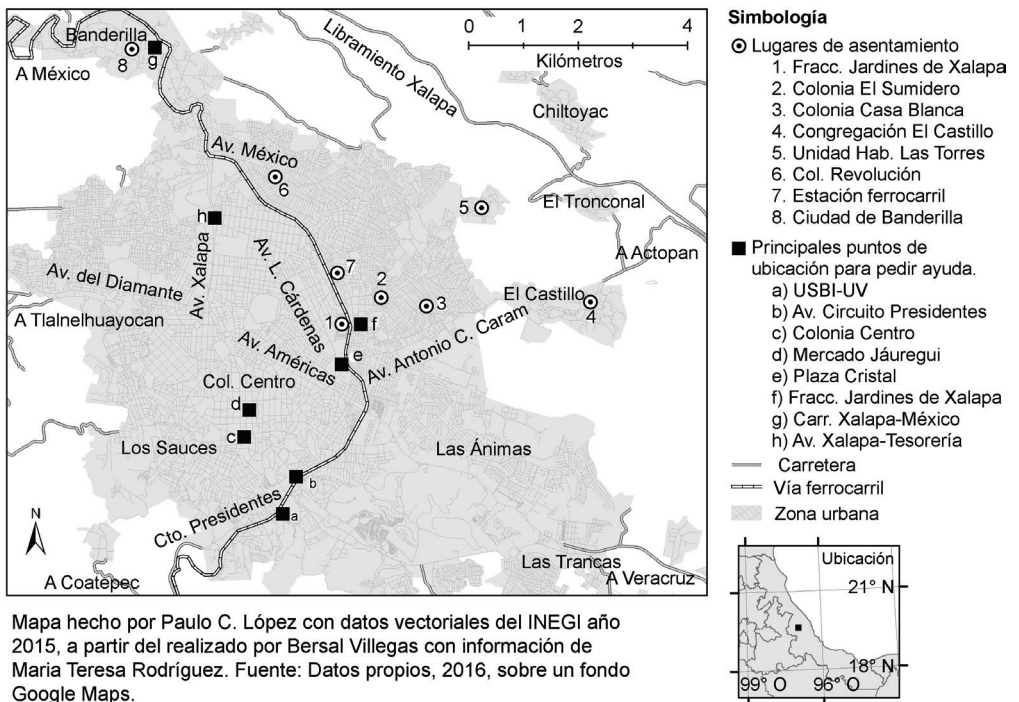 Banderilla
8
g
A México
Libramiento Xalapa
0 2 4
Kilómetros
Chiltoyac
Av. México
6
h
5
El Tronconal
A Actopan
Av. Xalapa
Av. L. Cárdenas
Av. del Diamante
7
2
3
El Castillo
4
A Tlalnelhuayocan
1
f
e
Av. Antonio C. Caram
Av. Américas
Col. Centro
d
c
Los Sauces
Las Ánimas
b
Cto. Presidentes
a
N
A Coatepec
Las Trancas
A Veracruz
Simbología
Lugares de asentamiento
1. Fracc. Jardines de Xalapa
2. Colonia El Sumidero
3. Colonia Casa Blanca
4. Congregación El Castillo
5. Unidad Hab. Las Torres
6. Col. Revolución
7. Estación ferrocarril
8. Ciudad de Banderilla
Principales puntos de
ubicación para pedir ayuda.
a) USBI-UV
b) Av. Circuito Presidentes
c) Colonia Centro
d) Mercado Jáuregui
e) Plaza Cristal
f) Fracc. Jardines de Xalapa
g) Carr. Xalapa-México
h) Av. Xalapa-Tesorería
Carretera
Vía ferrocarril
Zona urbana
Ubicación
21° N
18° N
99° O 96° O
Mapa hecho por Paulo C. López con datos vectoriales del INEGI año
2015, a partir del realizado por Bersal Villegas con información de
Maria Teresa Rodríguez. Fuente: Datos propios, 2016, sobre un fondo
Google Maps.